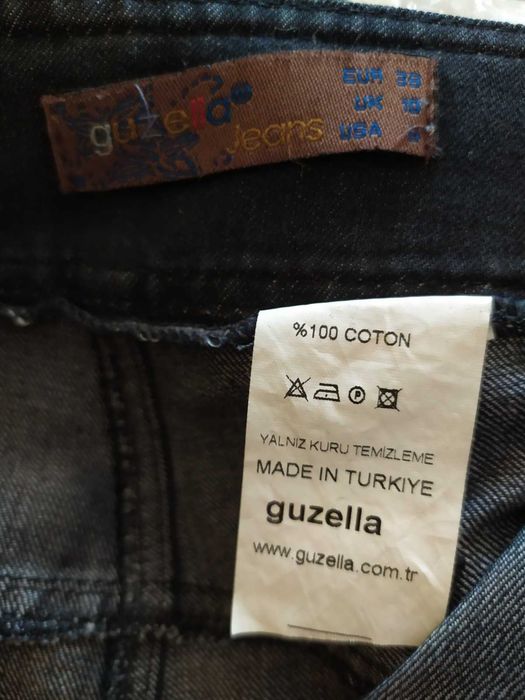 guzella
Jeans
EUR 38
UK 10
USA
%100 COTON
P
YALNIZ KURU TEMİZLEME
MADE IN TURKIYE
guzella
www.guzella.com.tr